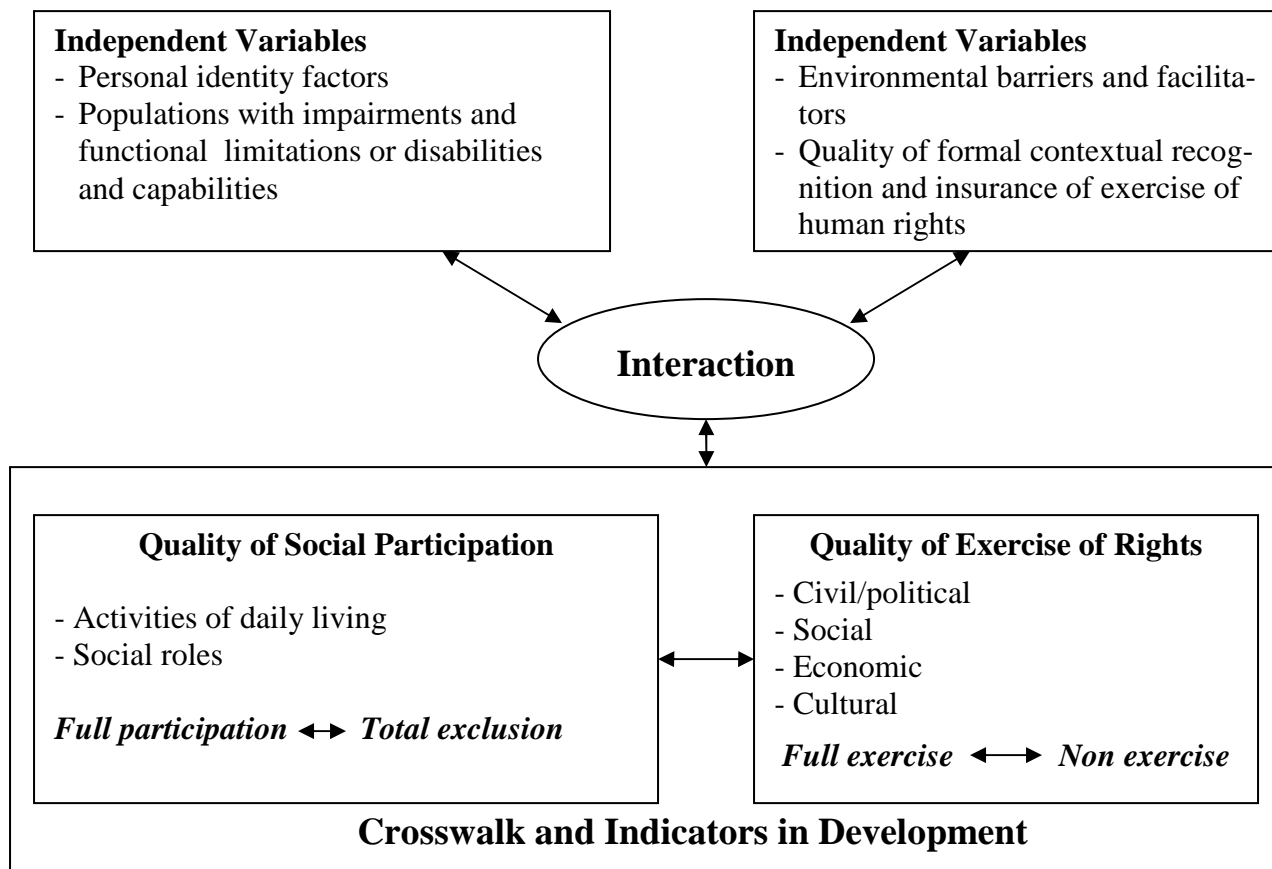 Independent Variables
- Personal identity factors
- Populations with impairments and
functional limitations or disabilities
and capabilities
Independent Variables
- Environmental barriers and facilita-
tors
- Quality of formal contextual recog-
nition and insurance of exercise of
human rights
Interaction
Quality of Social Participation
- Activities of daily living
- Social roles
Full participation ↔ Total exclusion
Quality of Exercise of Rights
- Civil/political
- Social
- Economic
- Cultural
Full exercise ↔ Non exercise
Crosswalk and Indicators in Development